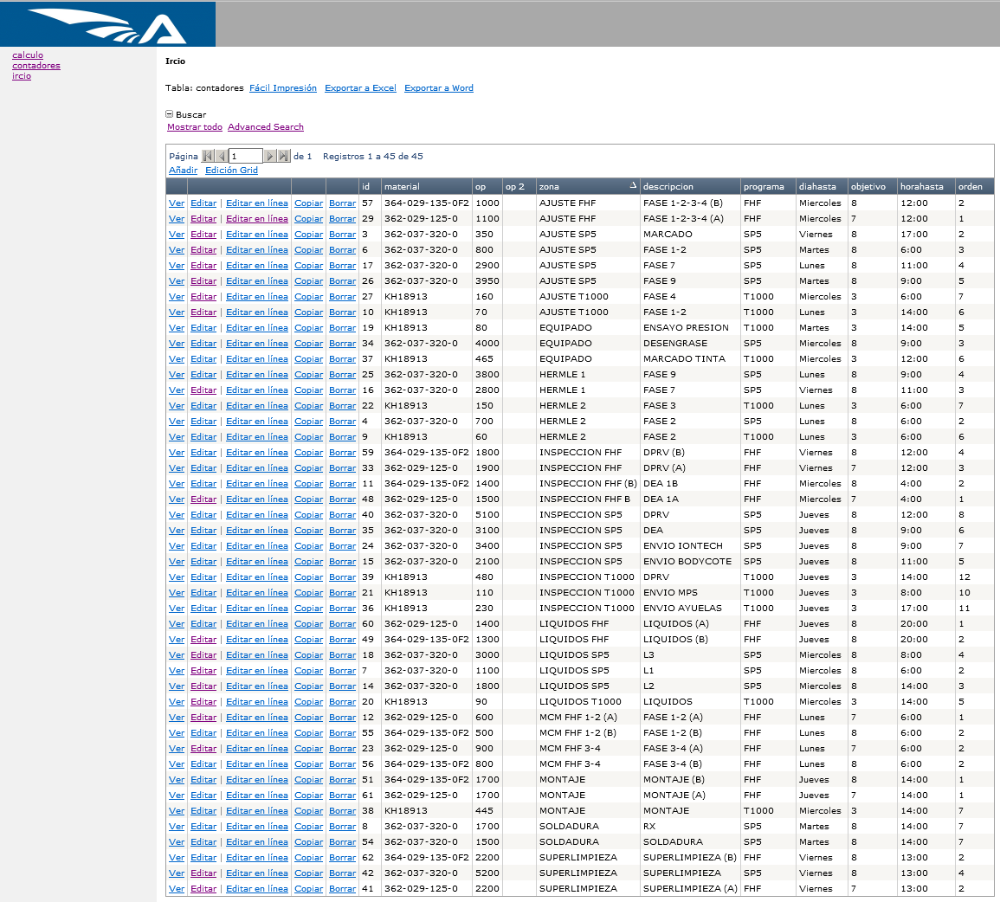 calculo
contadores
ircio
Ircio
Tabla: contadores Fácil Impresión Exportar a Excel Exportar a Word
Buscar
Mostrar todo Advanced Search
Página 1 de 1 Registros 1 a 45 de 45
Añadir Edición Grid
id material op op 2 zona descripcion programa diahasta objetivo horahasta orden
Ver Editar | Editar en línea Copiar Borrar 57 364-029-135-0F2 1000 AJUSTE FHF FASE 1-2-3-4 (B) FHF Miercoles 8 12:00 2
Ver Editar | Editar en línea Copiar Borrar 29 362-029-125-0 1100 AJUSTE FHF FASE 1-2-3-4 (A) FHF Miercoles 7 12:00 1
Ver Editar | Editar en línea Copiar Borrar 3 362-037-320-0 350 AJUSTE SP5 MARCADO SP5 Viernes 8 17:00 2
Ver Editar | Editar en línea Copiar Borrar 6 362-037-320-0 800 AJUSTE SP5 FASE 1-2 SP5 Martes 8 6:00 3
Ver Editar | Editar en línea Copiar Borrar 17 362-037-320-0 2900 AJUSTE SP5 FASE 7 SP5 Lunes 8 11:00 4
Ver Editar | Editar en línea Copiar Borrar 26 362-037-320-0 3950 AJUSTE SP5 FASE 9 SP5 Martes 8 9:00 5
Ver Editar | Editar en línea Copiar Borrar 27 KH18913 160 AJUSTE T1000 FASE 4 T1000 Miercoles 3 6:00 7
Ver Editar | Editar en línea Copiar Borrar 10 KH18913 70 AJUSTE T1000 FASE 1-2 T1000 Lunes 3 14:00 6
Ver Editar | Editar en línea Copiar Borrar 19 KH18913 80 EQUIPADO ENSAYO PRESION T1000 Martes 3 14:00 5
Ver Editar | Editar en línea Copiar Borrar 34 362-037-320-0 4000 EQUIPADO DESENGRASE SP5 Miercoles 8 9:00 3
Ver Editar | Editar en línea Copiar Borrar 37 KH18913 465 EQUIPADO MARCADO TINTA T1000 Miercoles 3 12:00 6
Ver Editar | Editar en línea Copiar Borrar 25 362-037-320-0 3800 HERMLE 1 FASE 9 SP5 Lunes 8 9:00 4
Ver Editar | Editar en línea Copiar Borrar 16 362-037-320-0 2800 HERMLE 1 FASE 7 SP5 Viernes 8 11:00 3
Ver Editar | Editar en línea Copiar Borrar 22 KH18913 150 HERMLE 2 FASE 3 T1000 Lunes 3 6:00 7
Ver Editar | Editar en línea Copiar Borrar 4 362-037-320-0 700 HERMLE 2 FASE 2 SP5 Lunes 8 6:00 2
Ver Editar | Editar en línea Copiar Borrar 9 KH18913 60 HERMLE 2 FASE 2 T1000 Lunes 3 6:00 6
Ver Editar | Editar en línea Copiar Borrar 59 364-029-135-0F2 1800 INSPECCION FHF DPRV (B) FHF Viernes 8 12:00 4
Ver Editar | Editar en línea Copiar Borrar 33 362-029-125-0 1900 INSPECCION FHF DPRV (A) FHF Viernes 7 12:00 3
Ver Editar | Editar en línea Copiar Borrar 11 364-029-135-0F2 1400 INSPECCION FHF (B) DEA 1B FHF Miercoles 8 4:00 2
Ver Editar | Editar en línea Copiar Borrar 48 362-029-125-0 1500 INSPECCION FHF B DEA 1A FHF Miercoles 7 4:00 1
Ver Editar | Editar en línea Copiar Borrar 40 362-037-320-0 5100 INSPECCION SP5 DPRV SP5 Jueves 8 12:00 8
Ver Editar | Editar en línea Copiar Borrar 35 362-037-320-0 3100 INSPECCION SP5 DEA SP5 Jueves 8 9:00 6
Ver Editar | Editar en línea Copiar Borrar 24 362-037-320-0 3400 INSPECCION SP5 ENVIO IONTECH SP5 Jueves 8 9:00 7
Ver Editar | Editar en línea Copiar Borrar 15 362-037-320-0 2100 INSPECCION SP5 ENVIO BODYCOTE SP5 Jueves 8 11:00 5
Ver Editar | Editar en línea Copiar Borrar 39 KH18913 480 INSPECCION T1000 DPRV T1000 Jueves 3 14:00 12
Ver Editar | Editar en línea Copiar Borrar 21 KH18913 110 INSPECCION T1000 ENVIO MPS T1000 Jueves 3 8:00 10
Ver Editar | Editar en línea Copiar Borrar 36 KH18913 230 INSPECCION T1000 ENVIO AYUELAS T1000 Jueves 3 17:00 11
Ver Editar | Editar en línea Copiar Borrar 60 362-029-125-0 1400 LIQUIDOS FHF LIQUIDOS (A) FHF Jueves 8 20:00 1
Ver Editar | Editar en línea Copiar Borrar 49 364-029-135-0F2 1300 LIQUIDOS FHF LIQUIDOS (B) FHF Jueves 8 20:00 2
Ver Editar | Editar en línea Copiar Borrar 18 362-037-320-0 3000 LIQUIDOS SP5 L3 SP5 Miercoles 8 8:00 4
Ver Editar | Editar en línea Copiar Borrar 7 362-037-320-0 1100 LIQUIDOS SP5 L1 SP5 Miercoles 8 6:00 2
Ver Editar | Editar en línea Copiar Borrar 14 362-037-320-0 1800 LIQUIDOS SP5 L2 SP5 Miercoles 8 14:00 3
Ver Editar | Editar en línea Copiar Borrar 20 KH18913 90 LIQUIDOS T1000 LIQUIDOS T1000 Miercoles 3 14:00 5
Ver Editar | Editar en línea Copiar Borrar 12 362-029-125-0 600 MCM FHF 1-2 (A) FASE 1-2 (A) FHF Lunes 7 6:00 1
Ver Editar | Editar en línea Copiar Borrar 55 364-029-135-0F2 500 MCM FHF 1-2 (B) FASE 1-2 (B) FHF Lunes 8 6:00 2
Ver Editar | Editar en línea Copiar Borrar 23 362-029-125-0 900 MCM FHF 3-4 FASE 3-4 (A) FHF Lunes 7 6:00 2
Ver Editar | Editar en línea Copiar Borrar 56 364-029-135-0F2 800 MCM FHF 3-4 FASE 3-4 (B) FHF Lunes 8 6:00 2
Ver Editar | Editar en línea Copiar Borrar 51 364-029-135-0F2 1700 MONTAJE MONTAJE (B) FHF Jueves 8 14:00 1
Ver Editar | Editar en línea Copiar Borrar 61 362-029-125-0 1700 MONTAJE MONTAJE (A) FHF Jueves 7 14:00 1
Ver Editar | Editar en línea Copiar Borrar 38 KH18913 445 MONTAJE MONTAJE T1000 Miercoles 3 14:00 7
Ver Editar | Editar en línea Copiar Borrar 8 362-037-320-0 1700 SOLDADURA RX SP5 Martes 8 14:00 7
Ver Editar | Editar en línea Copiar Borrar 54 362-037-320-0 1500 SOLDADURA SOLDADURA SP5 Martes 8 14:00 7
Ver Editar | Editar en línea Copiar Borrar 62 364-029-135-0F2 2200 SUPERLIMPIEZA SUPERLIMPIEZA (B) FHF Viernes 8 13:00 2
Ver Editar | Editar en línea Copiar Borrar 42 362-037-320-0 5200 SUPERLIMPIEZA SUPERLIMPIEZA SP5 Viernes 8 13:00 4
Ver Editar | Editar en línea Copiar Borrar 41 362-029-125-0 2200 SUPERLIMPIEZA SUPERLIMPIEZA (A) FHF Viernes 7 13:00 2